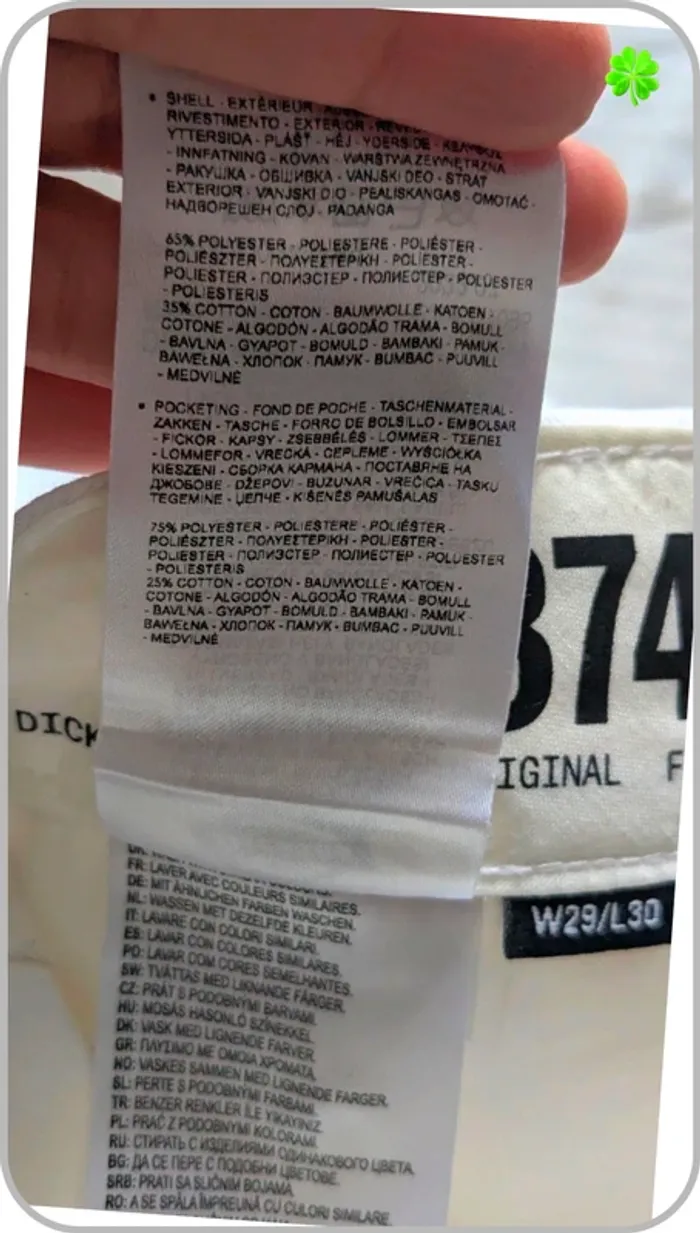 • SHELL - EXTÉRIEUR -
RIVESTIMENTO - EXTERIOR -
YTTERSIDA - PLÁŠŤ - HÉJ - YDERSIDE -
- INNFATNING - KOVAN - WARSTWA ZEWNĘTRZNA
- РАКУШКА - ОБШИВКА - VANJSKI DEO - STRAT
EXTERIOR - VANJSKI DIO - PEALISKANGAS - OMOTAČ -
НАДВОРЕШЕН СЛОЈ - PADANGA
65% POLYESTER - POLIESTERE - POLIÉSTER -
POLIÉSZTER - ΠΟΛΥΕΣΤΕΡΙΚΗ - POLİESTER -
POLIESTER - ПОЛИЭСТЕР - ПОЛИЕСТЕР - POLÜESTER
- POLIESTERIS
35% COTTON - COTON - BAUMWOLLE - KATOEN -
COTONE - ALGODÓN - ALGODÃO TRAMA - BOMULL
- BAVLNA - GYAPOT - BOMULD - BAMBAKI - PAMUK -
BAWEŁNA - ХЛОПОК - ПАМУК - BUMBAC - PUUVILL
- MEDVILNĖ
• POCKETING - FOND DE POCHE - TASCHENMATERIAL -
ZAKKEN - TASCHE - FORRO DE BOLSILLO - EMBOLSAR
- FICKOR - KAPSY - ZSEBBÉLÉS - LOMMER - ΤΣΕΠΕΣ
- LOMMEFOR - VRECKÁ - CEPLEME - WYŚCIÓŁKA
KIESZENI - СБОРКА КАРМАНА - ПОСТАВЯНЕ НА
ДЖОБОВЕ - DŽEPOVI - BUZUNAR - VREĆICA - TASKU
TEGEMINE - ЏЕПЧЕ - KIŠENĖS PAMUŠALAS
75% POLYESTER - POLIESTERE - POLIÉSTER -
POLIÉSZTER - ΠΟΛΥΕΣΤΕΡΙΚΗ - POLİESTER -
POLIESTER - ПОЛИЭСТЕР - ПОЛИЕСТЕР - POLÜESTER
- POLIESTERIS
25% COTTON - COTON - BAUMWOLLE - KATOEN -
COTONE - ALGODÓN - ALGODÃO TRAMA - BOMULL
- BAVLNA - GYAPOT - BOMULD - BAMBAKI - PAMUK -
BAWEŁNA - ХЛОПОК - ПАМУК - BUMBAC - PUUVILL
- MEDVILNĖ
874
DICK
IGINAL F
W29/L30
FR: LAVER AVEC COULEURS SIMILAIRES.
DE: MIT ÄHNLICHEN FARBEN WASCHEN.
NL: WASSEN MET DEZELFDE KLEUREN.
IT: LAVARE CON COLORI SIMILARI.
ES: LAVAR CON COLORES SIMILARES.
PO: LAVAR COM CORES SEMELHANTES.
SW: TVÄTTAS MED LIKNANDE FÄRGER.
CZ: PRÁT S PODOBNÝMI BARVAMI.
HU: MOSÁS HASONLÓ SZÍNEKKEL.
DK: VASK MED LIGNENDE FARVER.
GR: ΠΛΥΣΙΜΟ ΜΕ ΟΜΟΙΑ ΧΡΩΜΑΤΑ.
NO: VASKES SAMMEN MED LIGNENDE FARGER.
SL: PERTE S PODOBNÝMI FARBAMI.
TR: BENZER RENKLER İLE YIKAYINIZ.
PL: PRAĆ Z PODOBNYMI KOLORAMI.
RU: СТИРАТЬ С ИЗДЕЛИЯМИ ОДИНАКОВОГО ЦВЕТА.
BG: ДА СЕ ПЕРЕ С ПОДОБНИ ЦВЕТОВЕ.
SRB: PRATI SA SLIČNIM BOJAMA.
RO: A SE SPĂLA ÎMPREUNĂ CU CULORI SIMILARE.